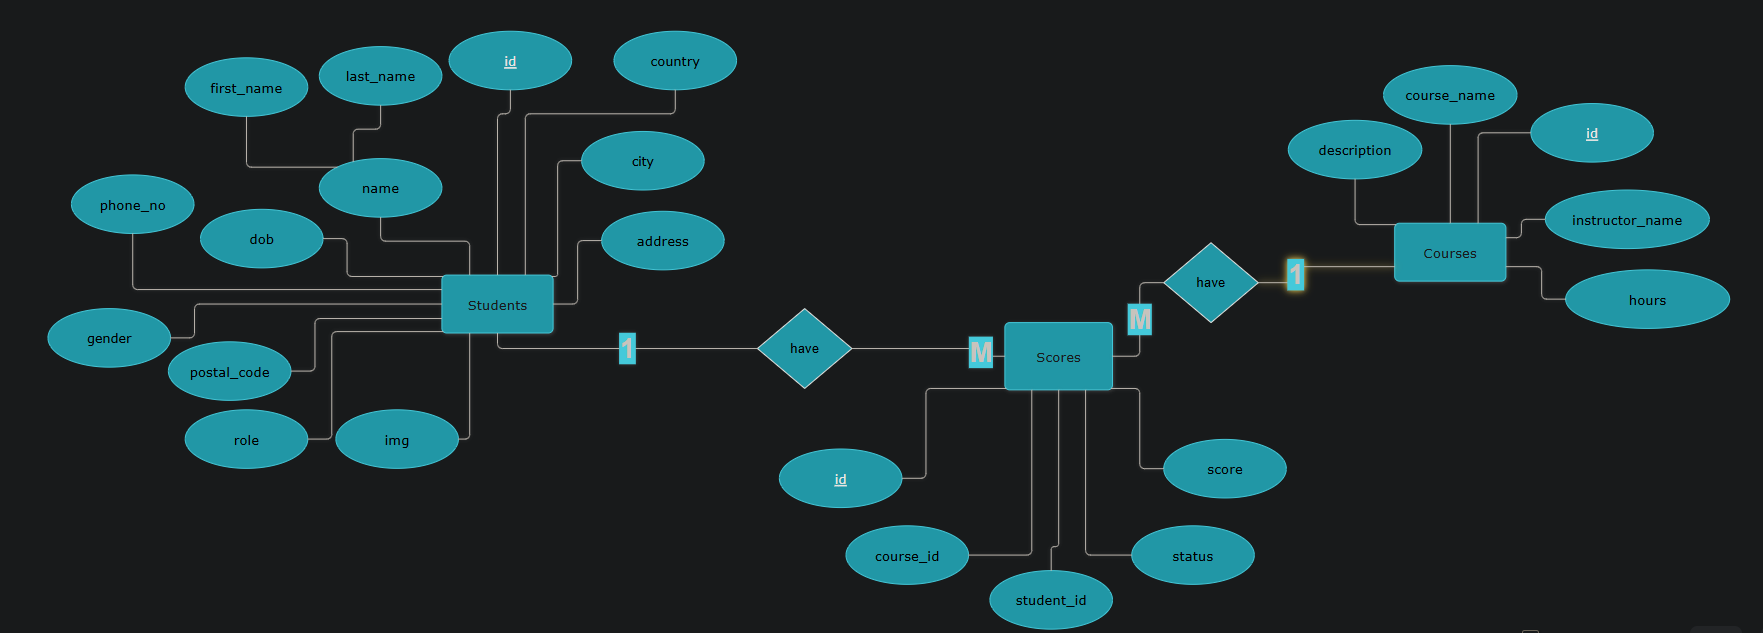 id
country
last_name
first_name
course_name
id
description
city
name
phone_no
instructor_name
dob
address
Courses
have
1
hours
Students
M
gender
1
have
M
Scores
postal_code
role
img
score
id
course_id
status
student_id